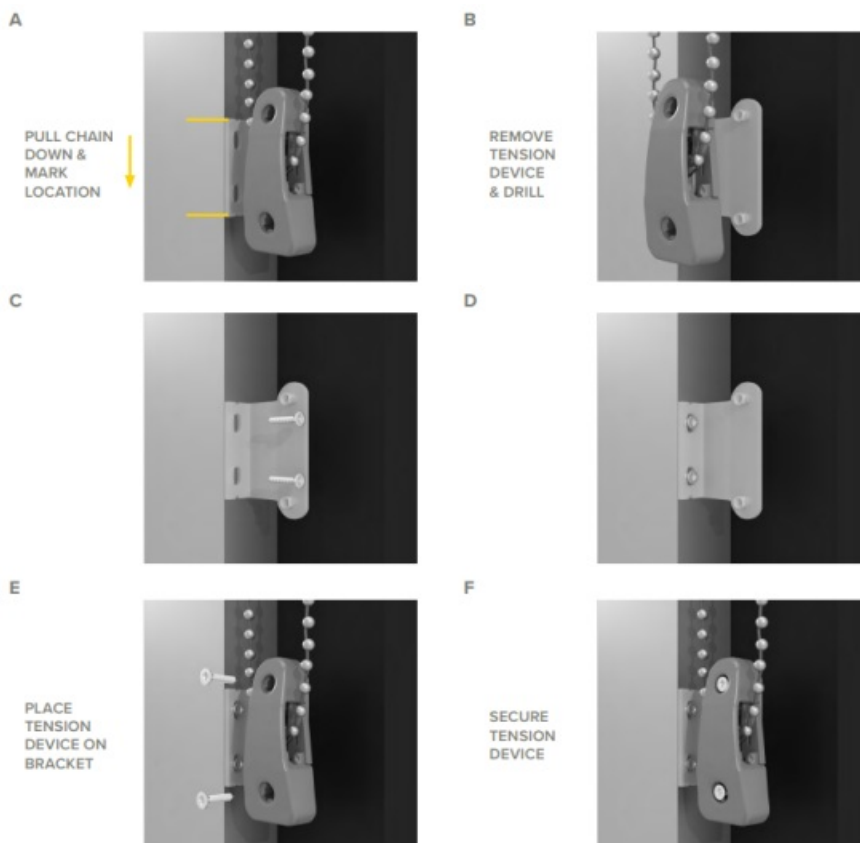 A
B
PULL CHAIN
DOWN &
MARK
LOCATION
REMOVE
TENSION
DEVICE
& DRILL
C
D
E
F
PLACE
TENSION
DEVICE ON
BRACKET
SECURE
TENSION
DEVICE